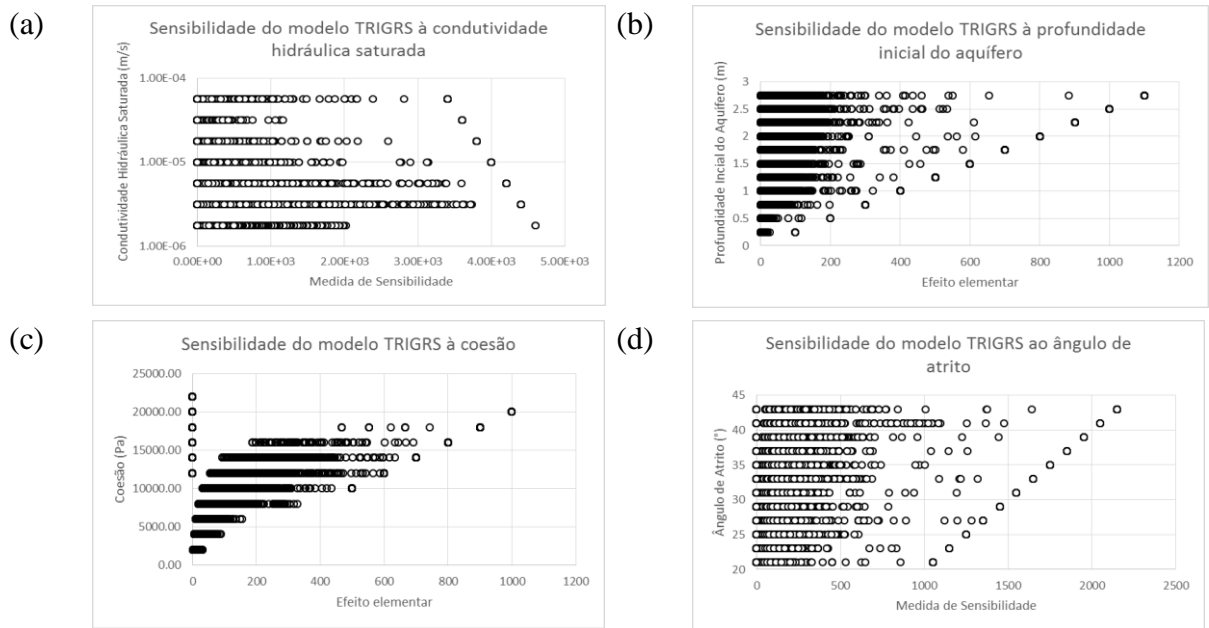 (a)
Sensibilidade do modelo TRIGRS à condutividade
hidráulica saturada
Condutividade Hidráulica Saturada (m/s)
1.00E-04
1.00E-05
1.00E-06
0.00E+00 1.00E+03 2.00E+03 3.00E+03 4.00E+03 5.00E+03
Medida de Sensibilidade
(b)
Sensibilidade do modelo TRIGRS à profundidade
inicial do aquífero
Profundidade Incial do Aquífero (m)
3
2.5
2
1.5
1
0.5
0
0 200 400 600 800 1000 1200
Efeito elementar
(c)
Sensibilidade do modelo TRIGRS à coesão
Coesão (Pa)
25000.00
20000.00
15000.00
10000.00
5000.00
0.00
0 200 400 600 800 1000 1200
Efeito elementar
(d)
Sensibilidade do modelo TRIGRS ao ângulo de
atrito
Ângulo de Atrito (°)
45
40
35
30
25
20
0 500 1000 1500 2000 2500
Medida de Sensibilidade